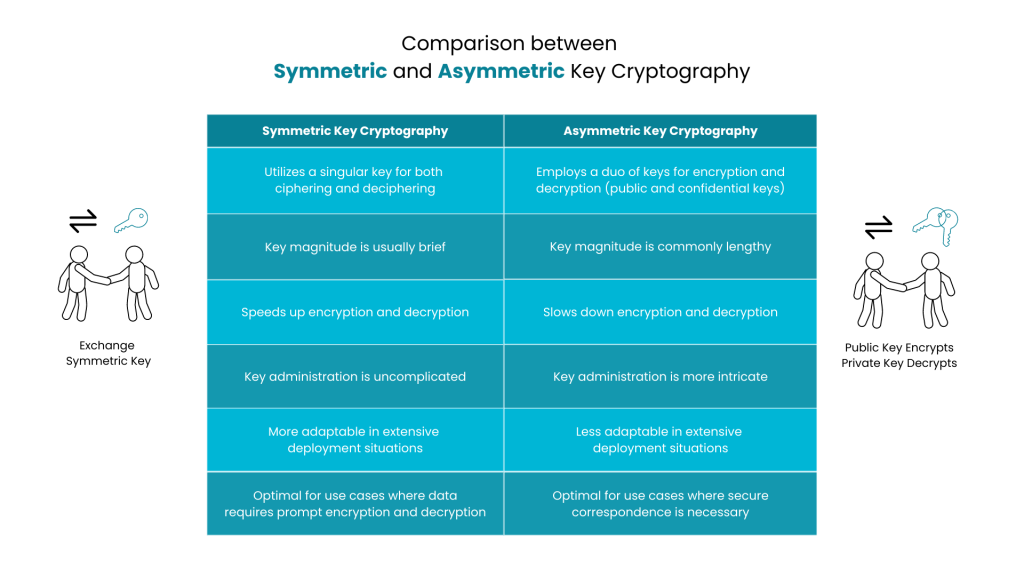 Comparison between
Symmetric and Asymmetric Key Cryptography
Symmetric Key Cryptography
Asymmetric Key Cryptography
Utilizes a singular key for both
ciphering and deciphering
Employs a duo of keys for encryption and
decryption (public and confidential keys)
Key magnitude is usually brief
Key magnitude is commonly lengthy
Speeds up encryption and decryption
Slows down encryption and decryption
Key administration is uncomplicated
Key administration is more intricate
More adaptable in extensive
deployment situations
Less adaptable in extensive
deployment situations
Optimal for use cases where data
requires prompt encryption and decryption
Optimal for use cases where secure
correspondence is necessary
Exchange
Symmetric Key
Public Key Encrypts
Private Key Decrypts